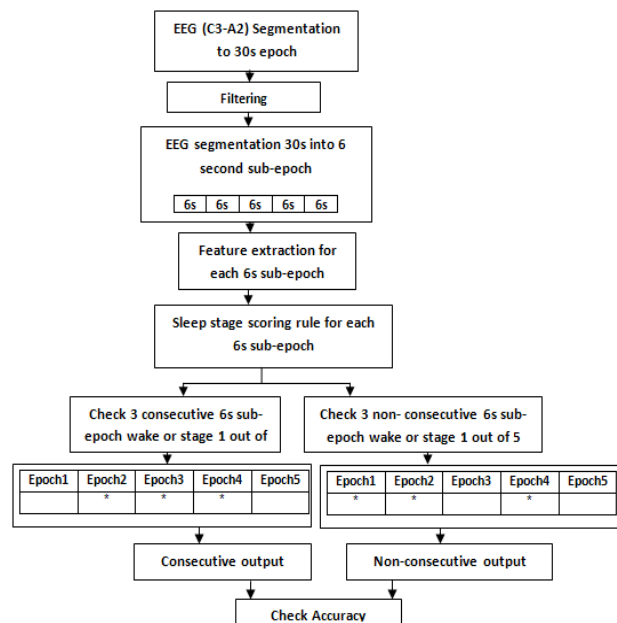 EEG (C3-A2) Segmentation
to 30s epoch
Filtering
EEG segmentation 30s into 6
second sub-epoch
6s 6s 6s 6s 6s
Feature extraction for
each 6s sub-epoch
Sleep stage scoring rule for each
6s sub-epoch
Check 3 consecutive 6s sub-
epoch wake or stage 1 out of
Check 3 non- consecutive 6s sub-
epoch wake or stage 1 out of 5
Epoch1 Epoch2 Epoch3 Epoch4 Epoch5
* * *
Epoch1 Epoch2 Epoch3 Epoch4 Epoch5
* * *
Consecutive output
Non-consecutive output
Check Accuracy